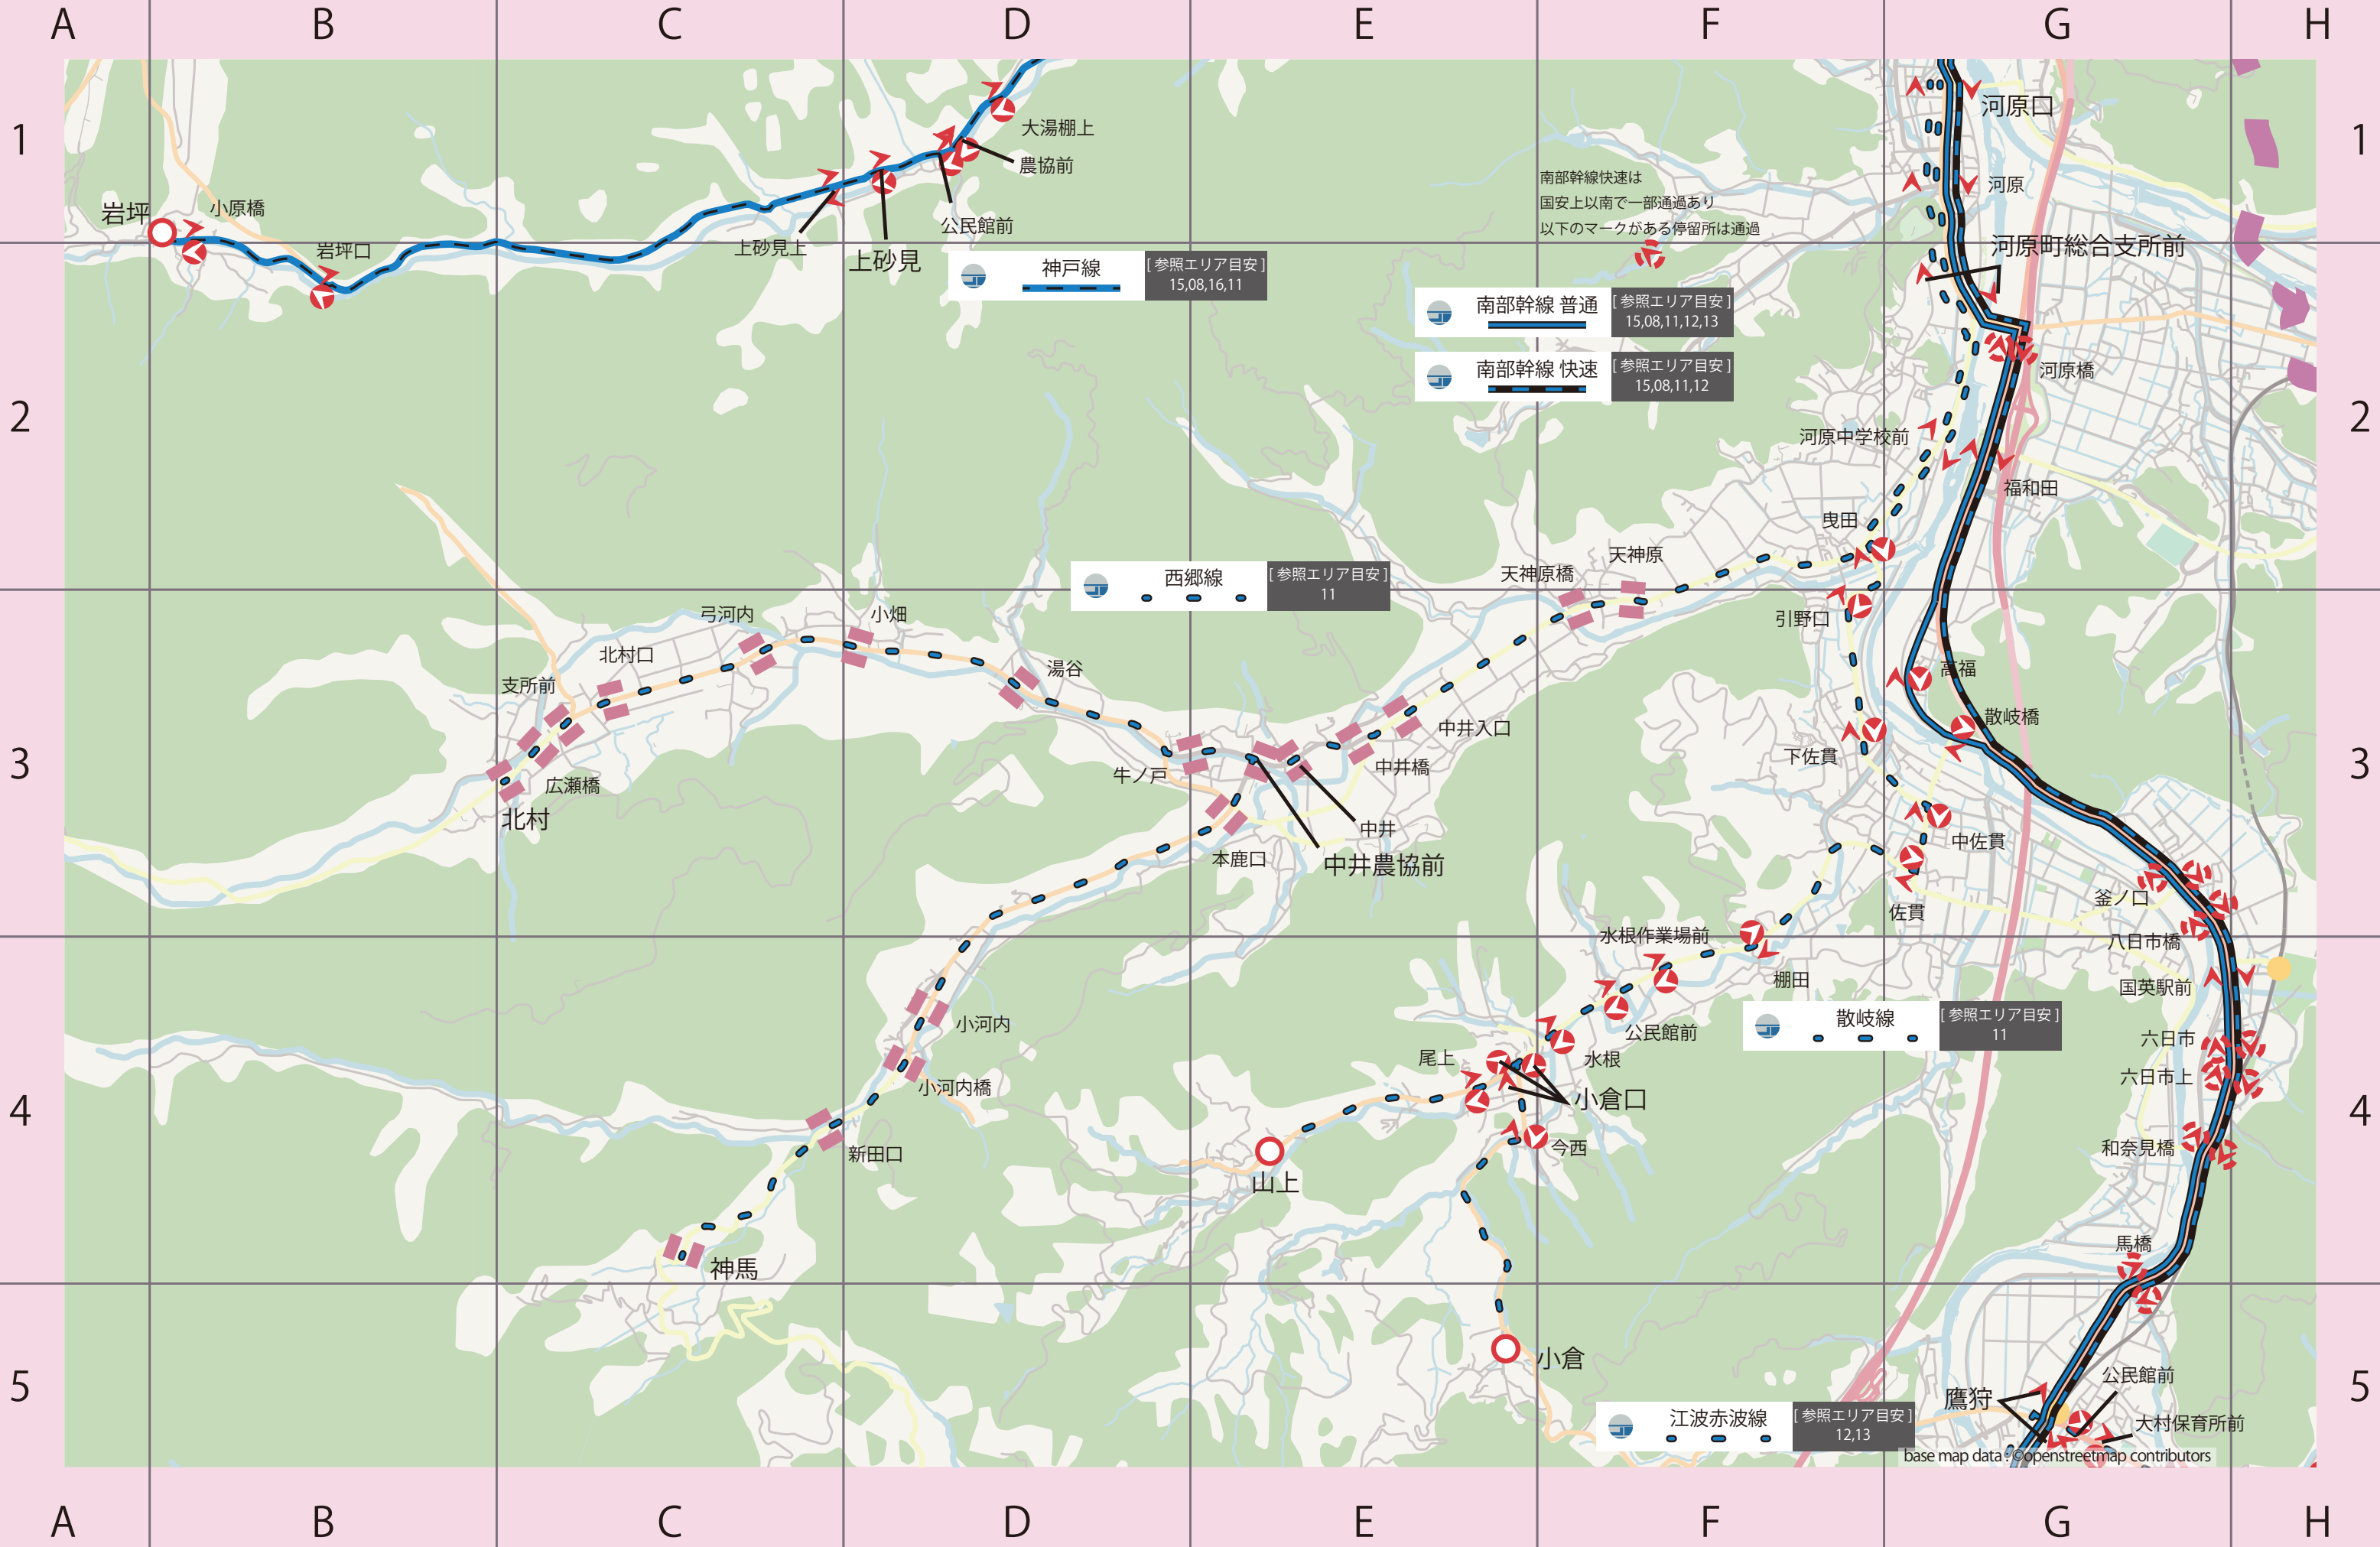 A B C D E F G H
1
1
2
2
3
3
4
4
5
5
岩坪
小原橋
岩坪口
上砂見上
上砂見
公民館前
農協前
大湯棚上
神戸線
[ 参照エリア目安 ]
15,08,16,11
南部幹線快速は
国安上以南で一部通過あり
以下のマークがある停留所は通過
南部幹線 普通
[ 参照エリア目安 ]
15,08,11,12,13
南部幹線 快速
[ 参照エリア目安 ]
15,08,11,12
河原口
河原
河原町総合支所前
河原橋
河原中学校前
福和田
曳田
天神原
天神原橋
西郷線
[ 参照エリア目安 ]
11
引野口
高福
散岐橋
下佐貫
中佐貫
佐貫
弓河内
小畑
北村口
支所前
広瀬橋
北村
湯谷
牛ノ戸
中井入口
中井橋
中井
中井農協前
本鹿口
釜ノ口
八日市橋
国英駅前
六日市
六日市上
和奈見橋
馬橋
水根作業場前
棚田
公民館前
水根
尾上
小倉口
今西
散岐線
[ 参照エリア目安 ]
11
小河内
小河内橋
新田口
神馬
山上
小倉
江波赤波線
[ 参照エリア目安 ]
12,13
鷹狩
公民館前
大村保育所前
base map data : ©openstreetmap contributors
A B C D E F G H